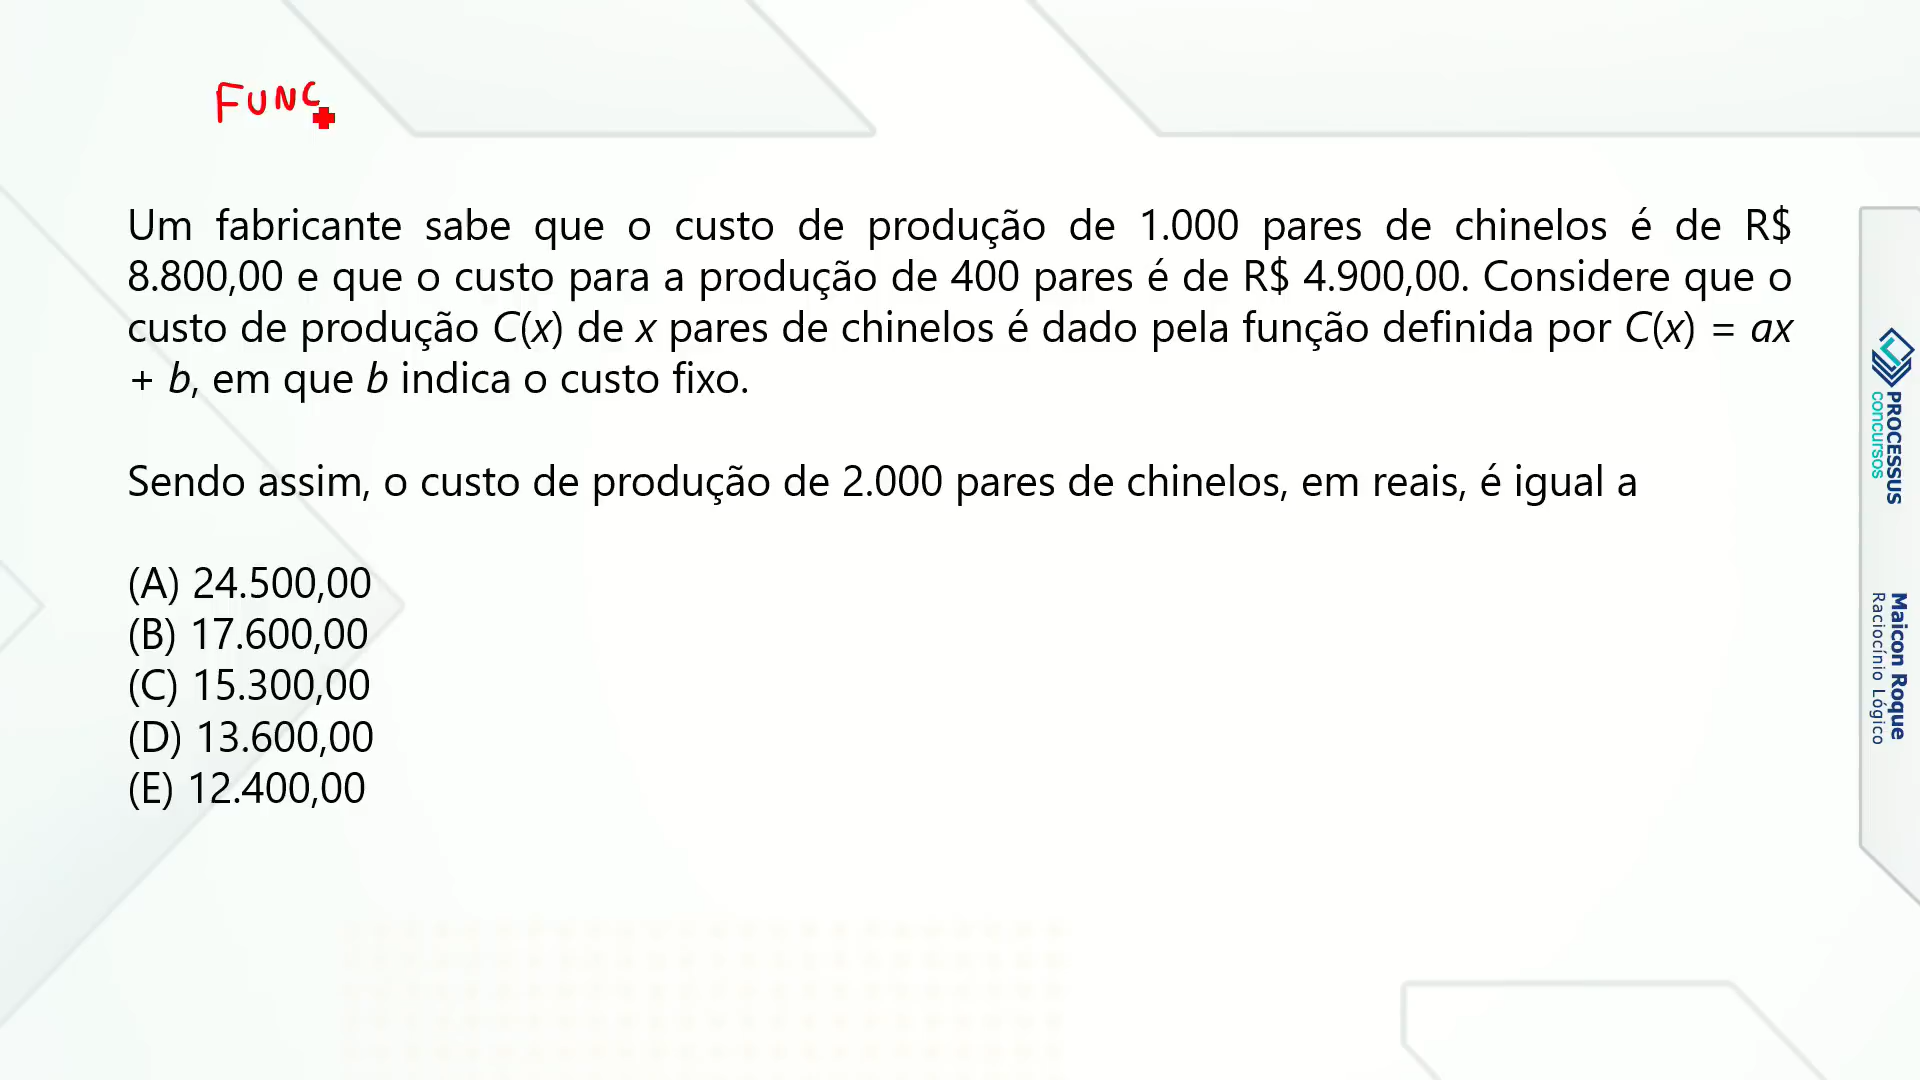 FUNC
Um fabricante sabe que o custo de produção de 1.000 pares de chinelos é de R$
8.800,00 e que o custo para a produção de 400 pares é de R$ 4.900,00. Considere que o
custo de produção C(x) de x pares de chinelos é dado pela função definida por C(x) = ax
+ b, em que b indica o custo fixo.
Sendo assim, o custo de produção de 2.000 pares de chinelos, em reais, é igual a
(A) 24.500,00
(B) 17.600,00
(C) 15.300,00
(D) 13.600,00
(E) 12.400,00
PROCESSUS
concursos
Maicon Roque
Raciocínio Lógico